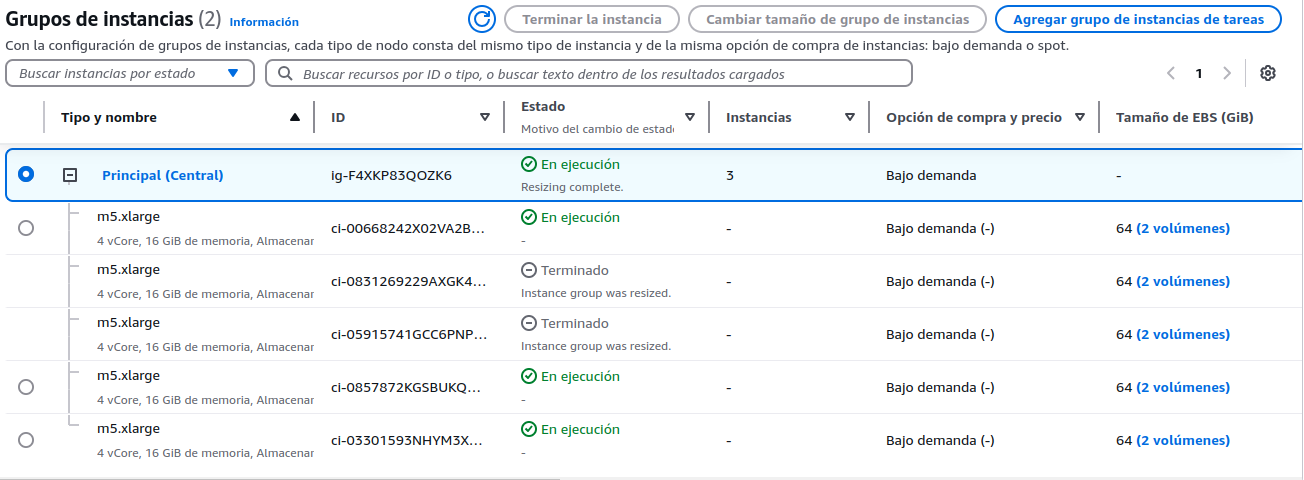 Grupos de instancias (2) Información
Terminar la instancia
Cambiar tamaño de grupo de instancias
Agregar grupo de instancias de tareas
Con la configuración de grupos de instancias, cada tipo de nodo consta del mismo tipo de instancia y de la misma opción de compra de instancias: bajo demanda o spot.
Buscar instancias por estado
Buscar recursos por ID o tipo, o buscar texto dentro de los resultados cargados
1
Tipo y nombre
ID
Estado
Motivo del cambio de estado
Instancias
Opción de compra y precio
Tamaño de EBS (GiB)
Principal (Central)
ig-F4XKP83QOZK6
En ejecución
Resizing complete.
3
Bajo demanda
-
m5.xlarge
4 vCore, 16 GiB de memoria, Almacenar
ci-00668242X02VA2B...
En ejecución
-
-
Bajo demanda (-)
64 (2 volúmenes)
m5.xlarge
4 vCore, 16 GiB de memoria, Almacenar
ci-0831269229AXGK4...
Terminado
Instance group was resized.
-
Bajo demanda (-)
64 (2 volúmenes)
m5.xlarge
4 vCore, 16 GiB de memoria, Almacenar
ci-05915741GCC6PNP...
Terminado
Instance group was resized.
-
Bajo demanda (-)
64 (2 volúmenes)
m5.xlarge
4 vCore, 16 GiB de memoria, Almacenar
ci-0857872KGSBUKQ...
En ejecución
-
-
Bajo demanda (-)
64 (2 volúmenes)
m5.xlarge
4 vCore, 16 GiB de memoria, Almacenar
ci-03301593NHYM3X...
En ejecución
-
-
Bajo demanda (-)
64 (2 volúmenes)